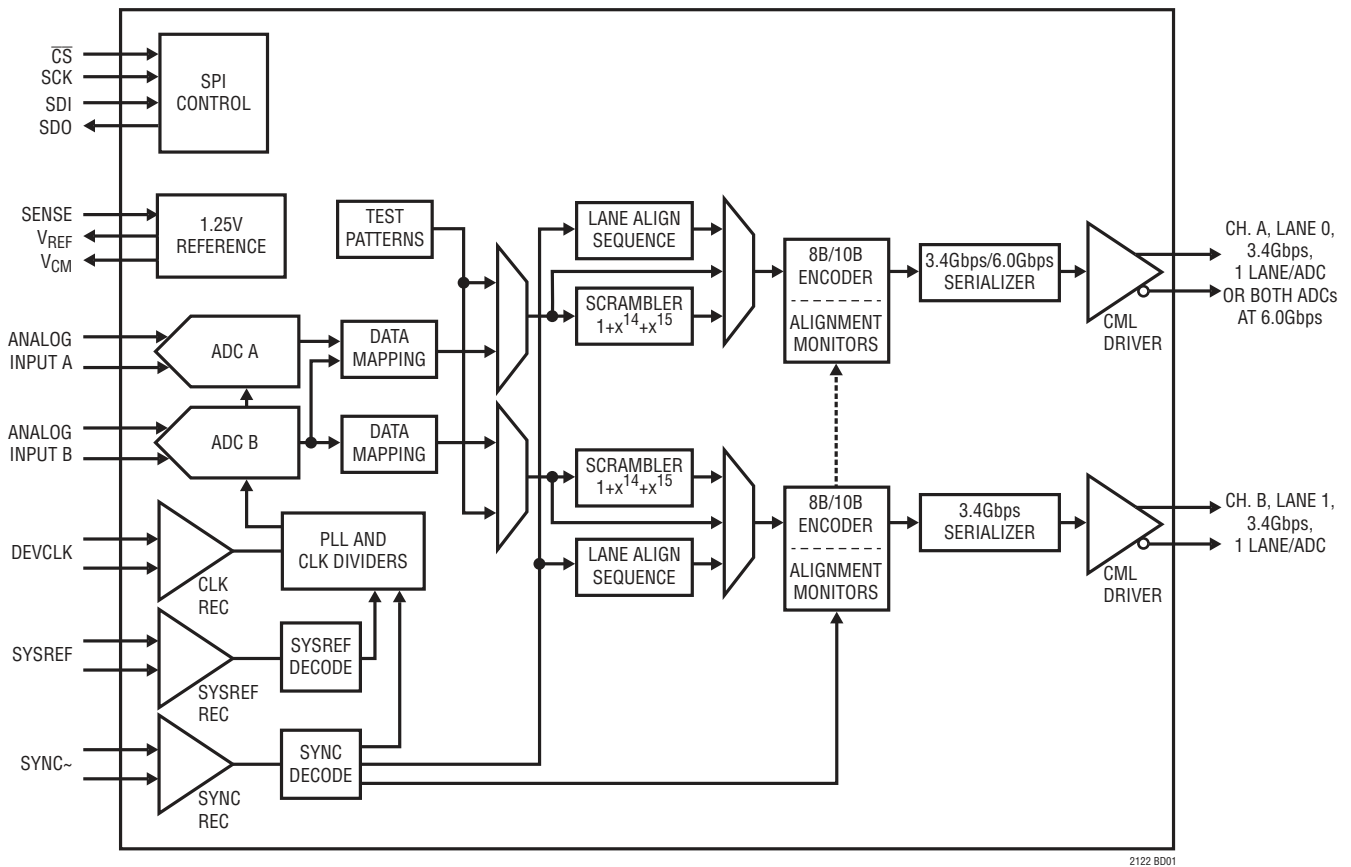 CS
SCK
SDI
SDO
SPI
CONTROL
SENSE
VREF
VCM
1.25V
REFERENCE
TEST
PATTERNS
LANE ALIGN
SEQUENCE
SCRAMBLER
1+x14+x15
8B/10B
ENCODER
ALIGNMENT
MONITORS
3.4Gbps/6.0Gbps
SERIALIZER
CML
DRIVER
CH. A, LANE 0,
3.4Gbps,
1 LANE/ADC
OR BOTH ADCs
AT 6.0Gbps
ANALOG
INPUT A
ADC A
DATA
MAPPING
ANALOG
INPUT B
ADC B
DATA
MAPPING
SCRAMBLER
1+x14+x15
LANE ALIGN
SEQUENCE
8B/10B
ENCODER
ALIGNMENT
MONITORS
3.4Gbps
SERIALIZER
CML
DRIVER
CH. B, LANE 1,
3.4Gbps,
1 LANE/ADC
DEVCLK
CLK
REC
PLL AND
CLK DIVIDERS
SYSREF
SYSREF
REC
SYSREF
DECODE
SYNC~
SYNC
REC
SYNC
DECODE
2122 BD01